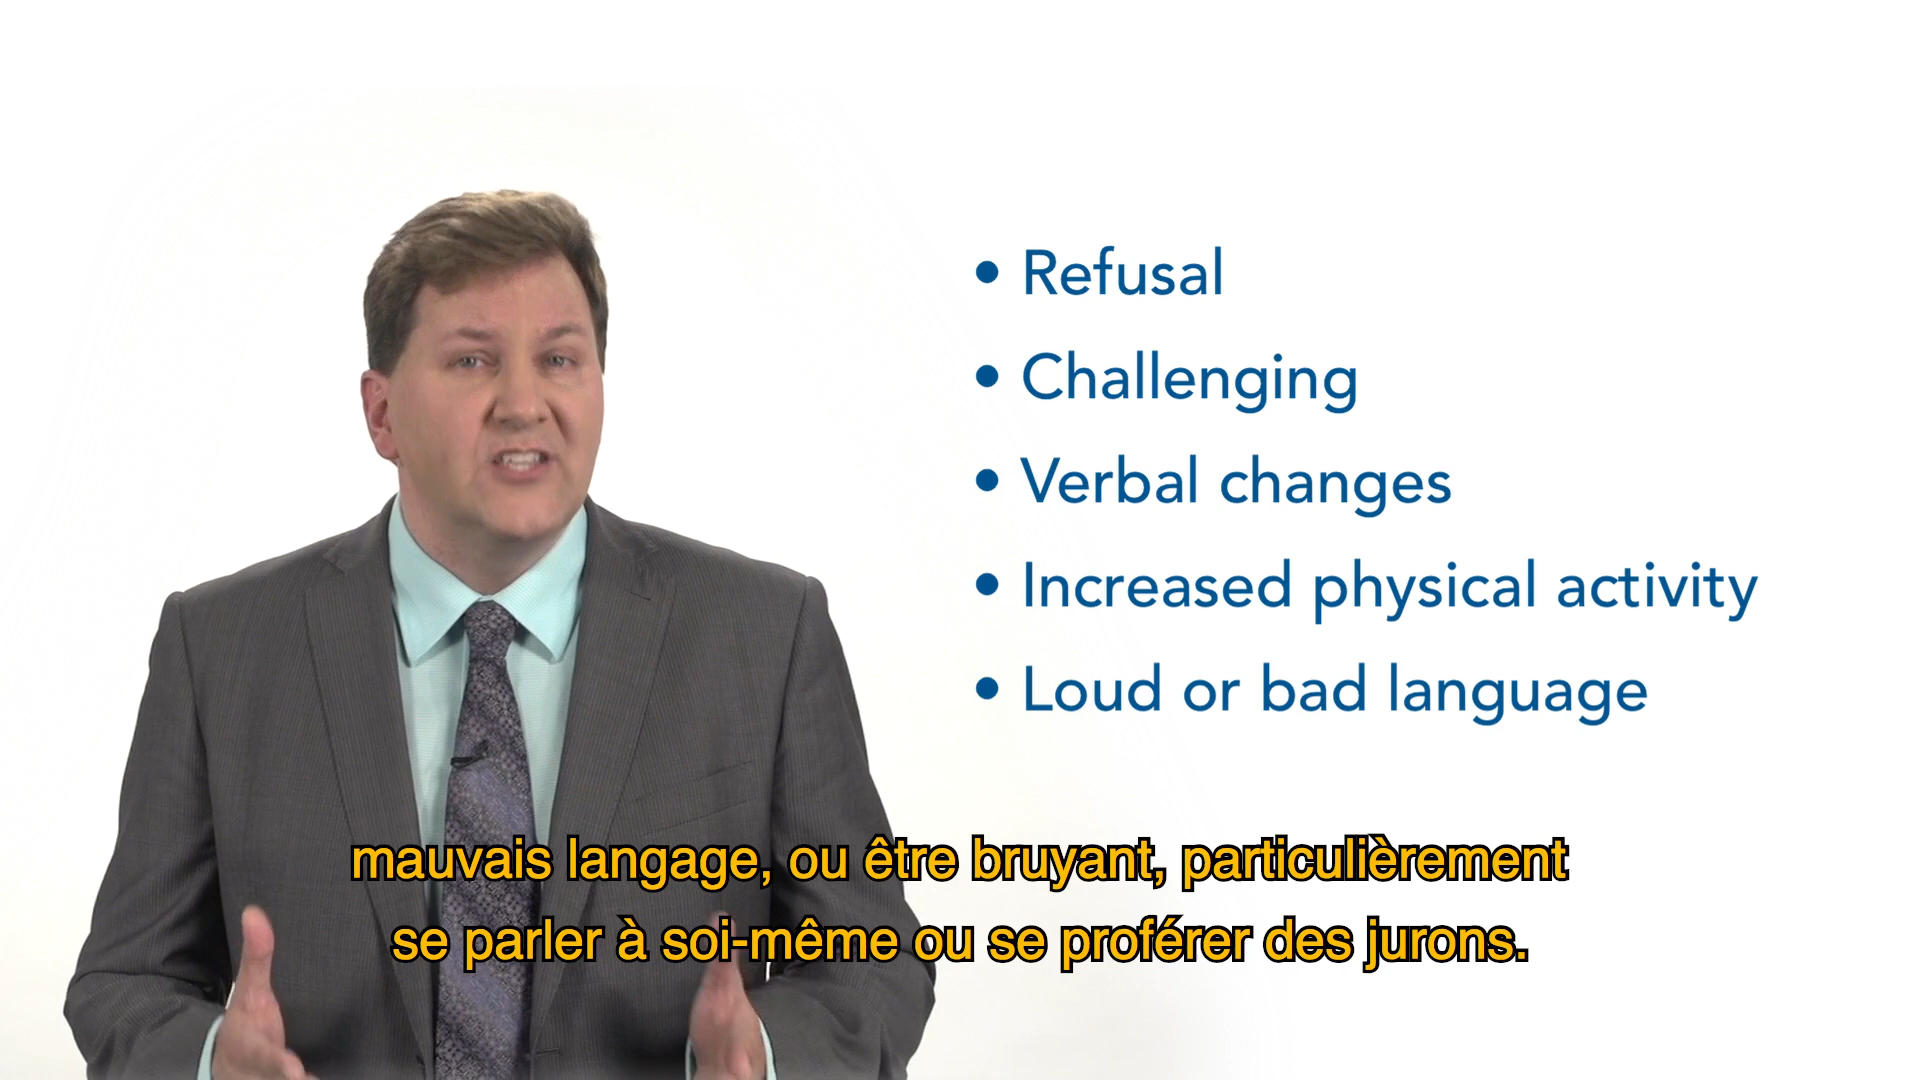 • Refusal
• Challenging
• Verbal changes
• Increased physical activity
• Loud or bad language
mauvais langage, ou être bruyant, particulièrement
se parler à soi-même ou se proférer des jurons.